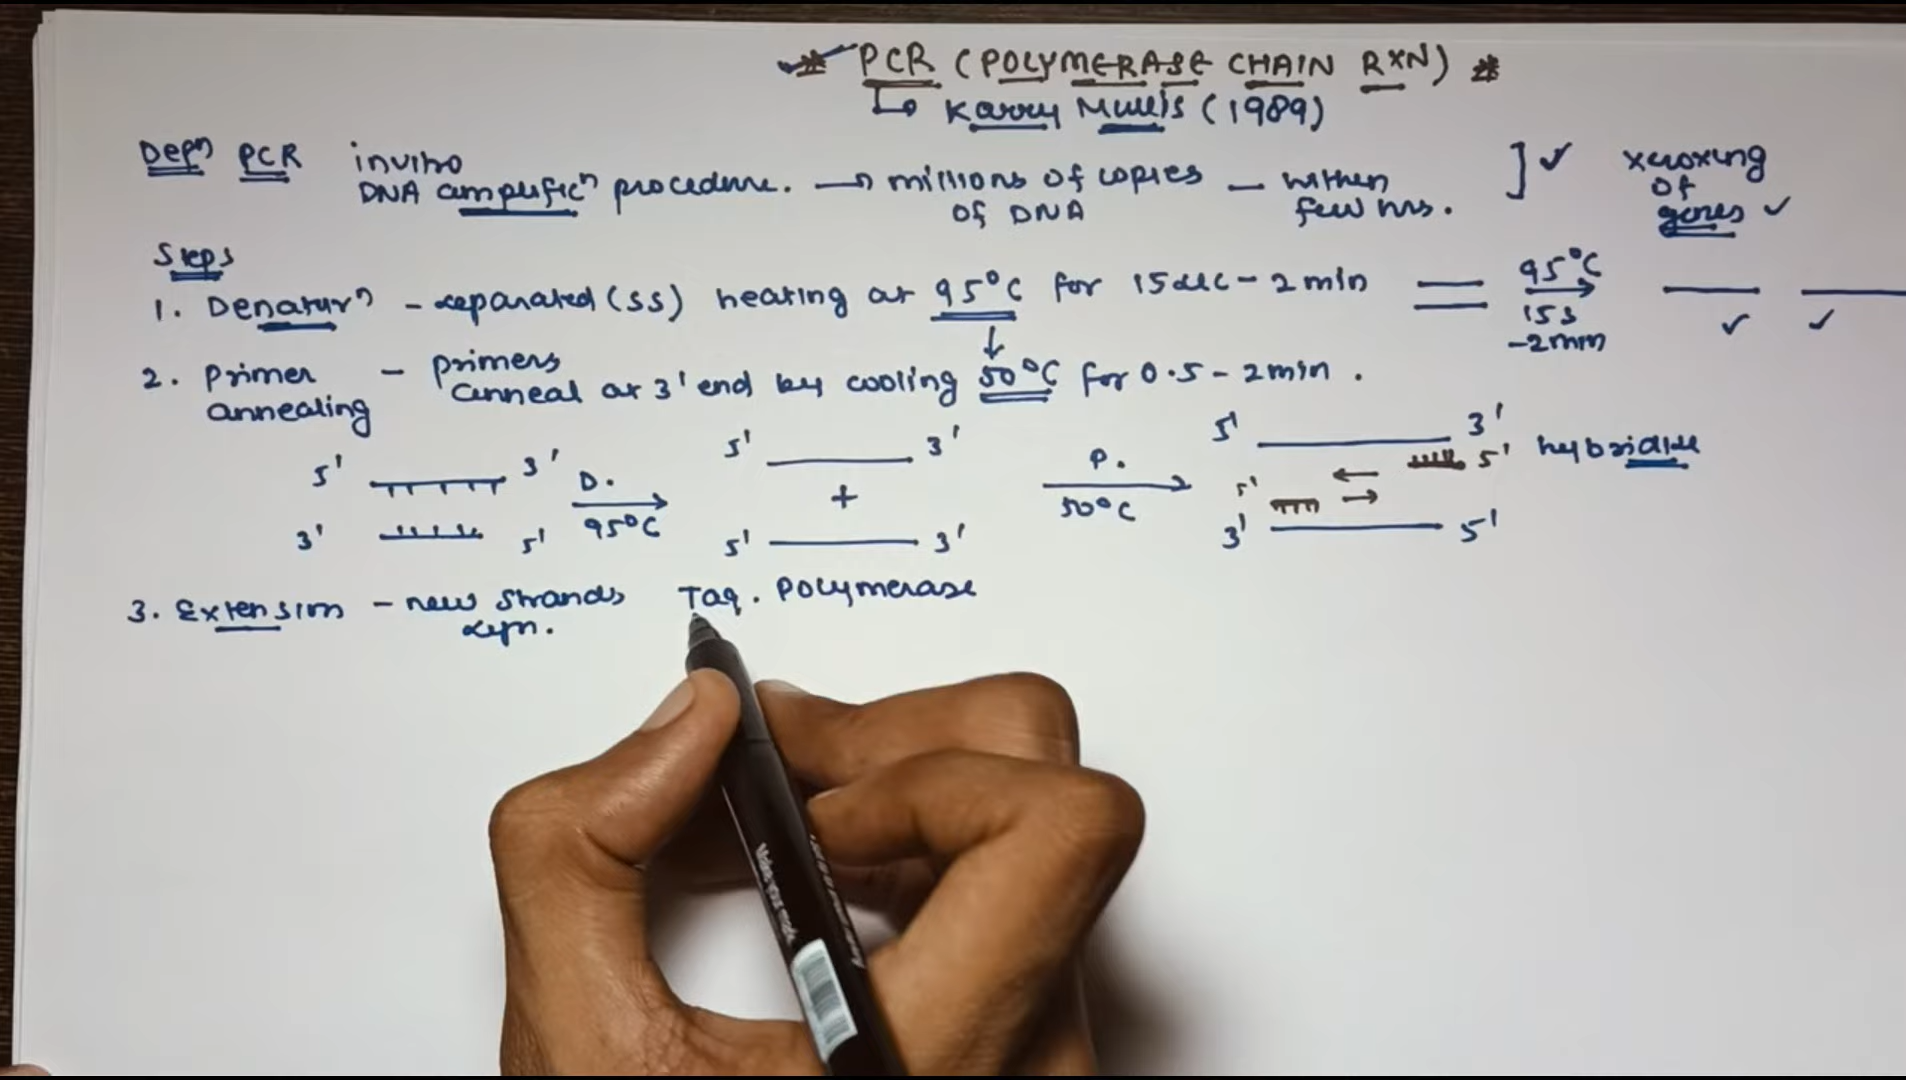 * PCR (POLYMERASE CHAIN RXN) *
↳ Karry Mullis (1989)
Defⁿ PCR invitro
DNA amplificⁿ procedure. → millions of copies of DNA — within few hrs. ] ✓ xeroxing of genes ✓
Steps
1. Denaturⁿ - separated (SS) heating at 95°C for 15sec - 2min 95°C 15s -2min ✓ ✓
↓
2. Primer annealing - primers anneal at 3' end by cooling 50°C for 0.5 - 2min.
5' 3' D. 95°C 5' 3' P. 50°C 5' 3' 5' hybridise
+
3' 5' 5' 3' 5' 3' 5'
3. Extension - new strands syn. Taq. Polymerase